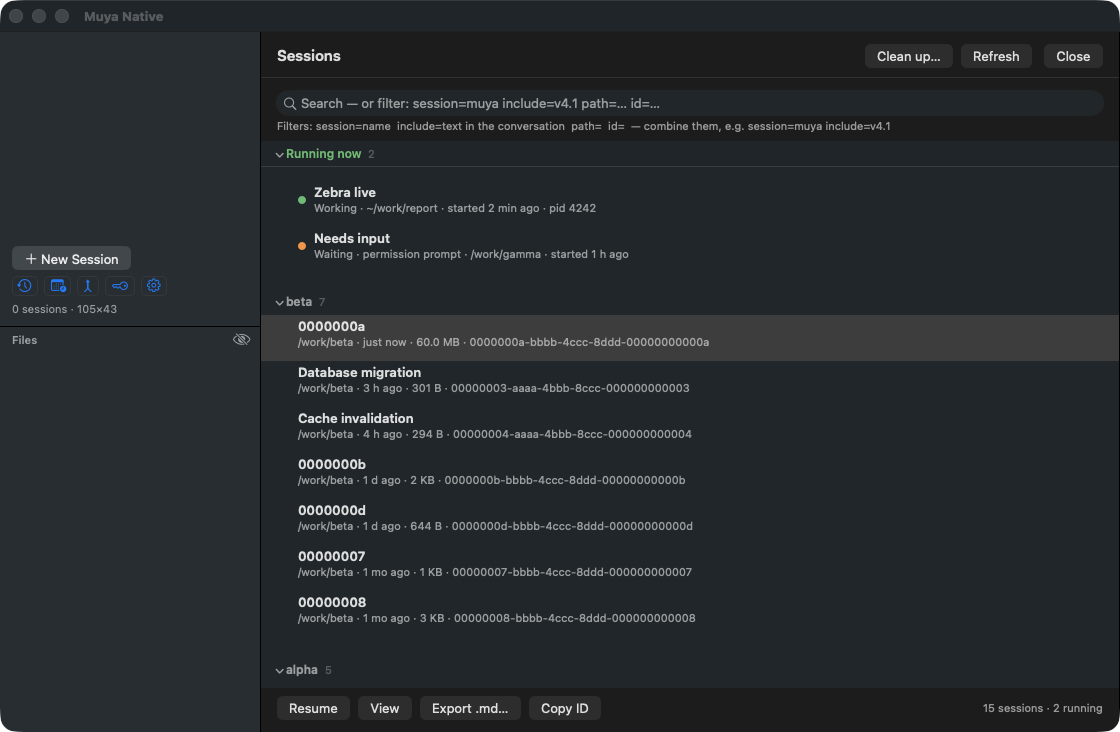 Muya Native
Sessions
Clean up...
Refresh
Close
Search — or filter: session=muya include=v4.1 path=... id=...
Filters: session=name include=text in the conversation path= id= — combine them, e.g. session=muya include=v4.1
Running now 2
Zebra live
Working · ~/work/report · started 2 min ago · pid 4242
Needs input
Waiting · permission prompt · /work/gamma · started 1 h ago
+ New Session
0 sessions · 105×43
Files
beta 7
0000000a
/work/beta · just now · 60.0 MB · 0000000a-bbbb-4ccc-8ddd-00000000000a
Database migration
/work/beta · 3 h ago · 301 B · 00000003-aaaa-4bbb-8ccc-000000000003
Cache invalidation
/work/beta · 4 h ago · 294 B · 00000004-aaaa-4bbb-8ccc-000000000004
0000000b
/work/beta · 1 d ago · 2 KB · 0000000b-bbbb-4ccc-8ddd-00000000000b
0000000d
/work/beta · 1 d ago · 644 B · 0000000d-bbbb-4ccc-8ddd-00000000000d
00000007
/work/beta · 1 mo ago · 1 KB · 00000007-bbbb-4ccc-8ddd-000000000007
00000008
/work/beta · 1 mo ago · 3 KB · 00000008-bbbb-4ccc-8ddd-000000000008
alpha 5
Resume
View
Export .md...
Copy ID
15 sessions · 2 running